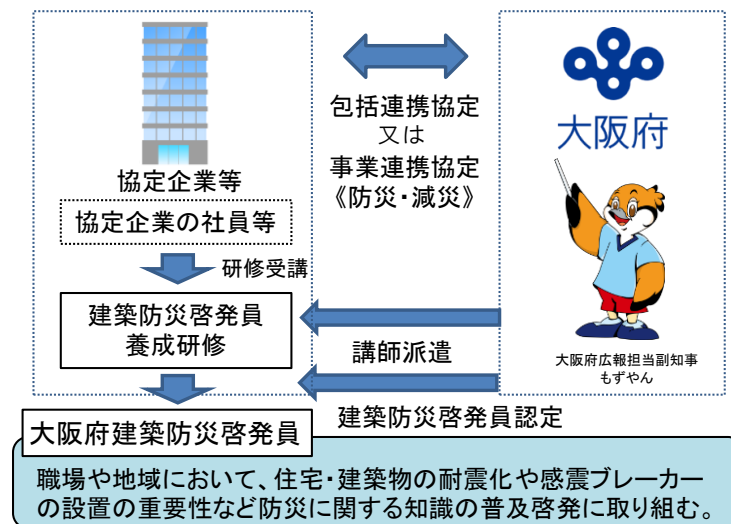 協定企業等
協定企業の社員等
研修受講
建築防災啓発員
養成研修
包括連携協定
又は
事業連携協定
《防災・減災》
大阪府
大阪府広報担当副知事
もずやん
講師派遣
建築防災啓発員認定
大阪府建築防災啓発員
職場や地域において、住宅・建築物の耐震化や感震ブレーカー
の設置の重要性など防災に関する知識の普及啓発に取り組む。